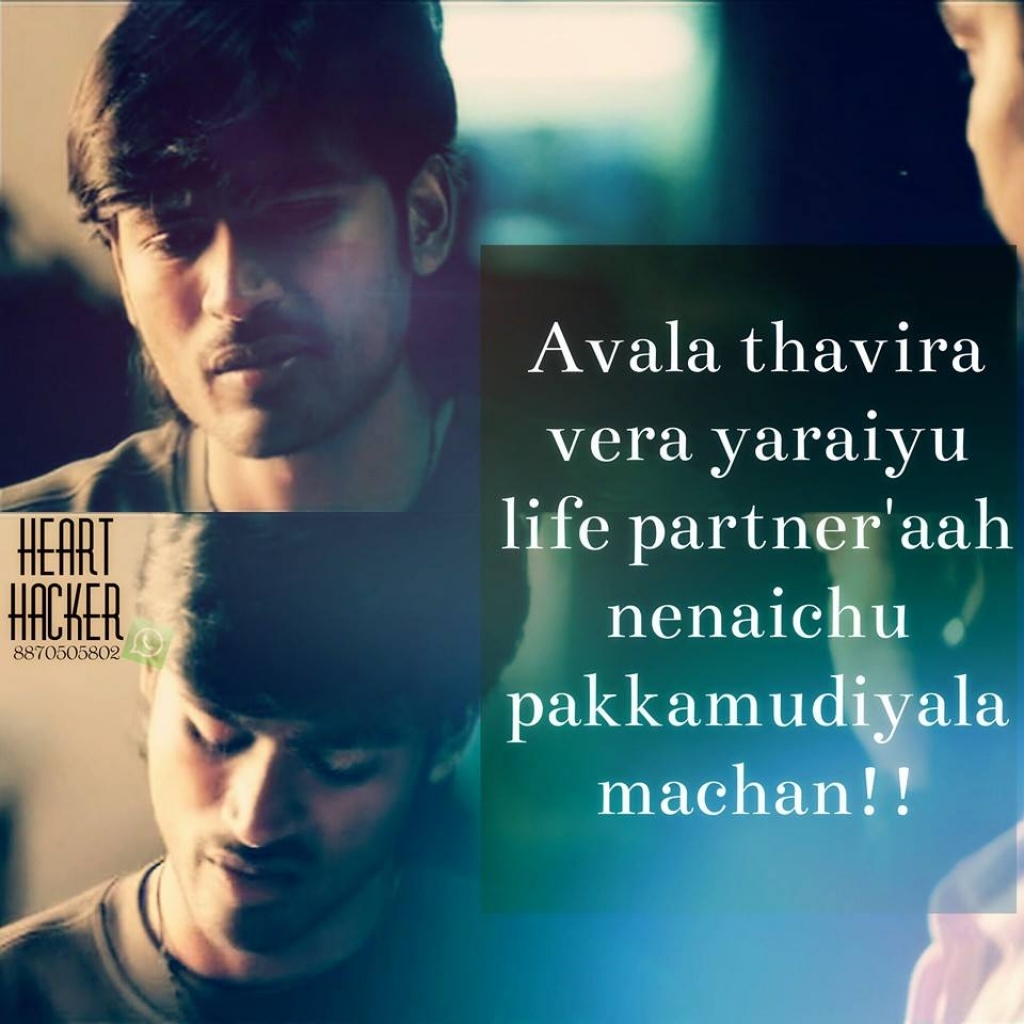 Avala thavira
vera yaraiyu
life partner'aah
nenaichu
pakkamudiyala
machan!!
HEART
HACKER
8870505802